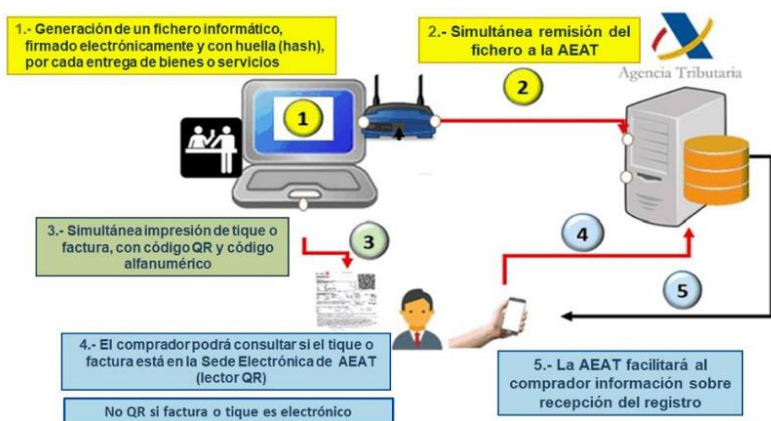 1.- Generación de un fichero informático,
firmado electrónicamente y con huella (hash),
por cada entrega de bienes o servicios
2.- Simultánea remisión del
fichero a la AEAT
Agencia Tributaria
1
2
3.- Simultánea impresión de tique o
factura, con código QR y código
alfanumérico
3
4
5
4.- El comprador podrá consultar si el tique o
factura está en la Sede Electrónica de AEAT
(lector QR)
No QR si factura o tique es electrónico
5.- La AEAT facilitará al
comprador información sobre
recepción del registro